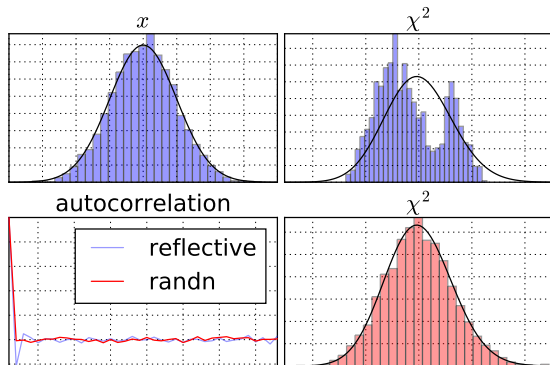 x
χ²
autocorrelation
χ²
reflective
randn